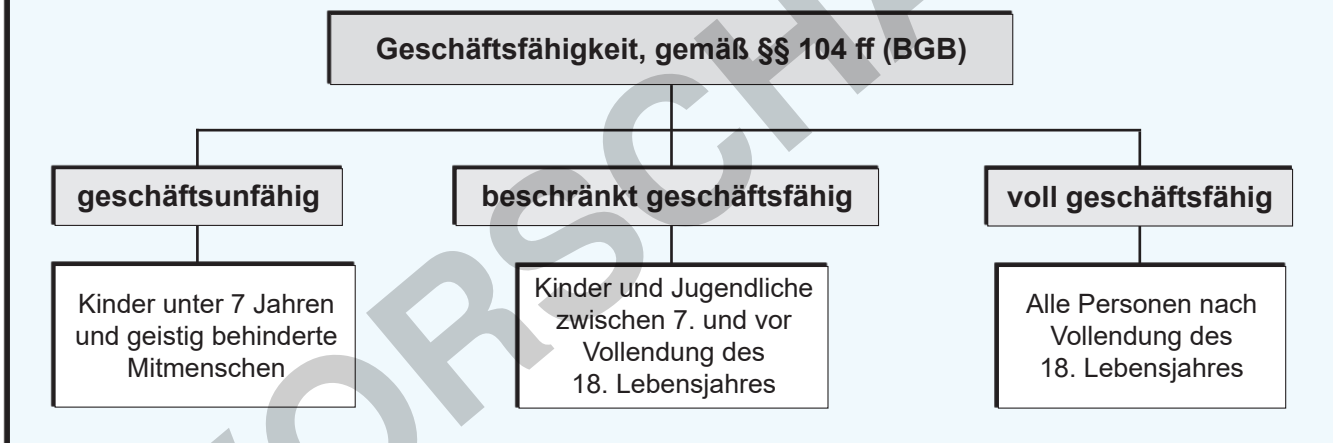 Geschäftsfähigkeit, gemäß §§ 104 ff (BGB)
geschäftsunfähig
beschränkt geschäftsfähig
voll geschäftsfähig
Kinder unter 7 Jahren
und geistig behinderte
Mitmenschen
Kinder und Jugendliche
zwischen 7. und vor
Vollendung des
18. Lebensjahres
Alle Personen nach
Vollendung des
18. Lebensjahres